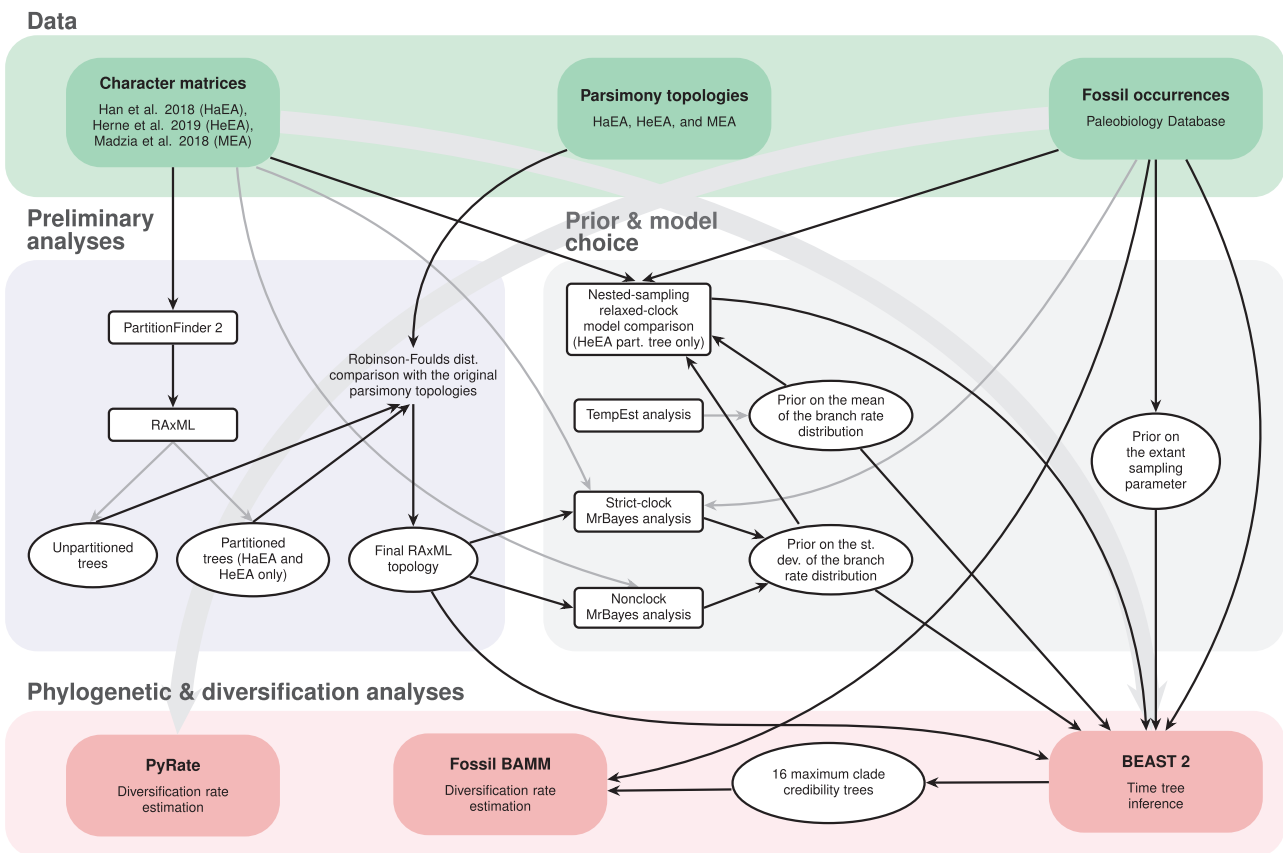 Data
Character matrices
Han et al. 2018 (HaEA),
Herne et al. 2019 (HeEA),
Madzia et al. 2018 (MEA)
Parsimony topologies
HaEA, HeEA, and MEA
Fossil occurrences
Paleobiology Database
Preliminary
analyses
Prior & model
choice
PartitionFinder 2
RAxML
Robinson-Foulds dist.
comparison with the original
parsimony topologies
Unpartitioned
trees
Partitioned
trees (HaEA and
HeEA only)
Final RAxML
topology
Nested-sampling
relaxed-clock
model comparison
(HeEA part. tree only)
TempEst analysis
Prior on the mean
of the branch rate
distribution
Strict-clock
MrBayes analysis
Prior on the st.
dev. of the branch
rate distribution
Nonclock
MrBayes analysis
Prior on
the extant
sampling
parameter
Phylogenetic & diversification analyses
PyRate
Diversification rate
estimation
Fossil BAMM
Diversification rate
estimation
16 maximum clade
credibility trees
BEAST 2
Time tree
inference